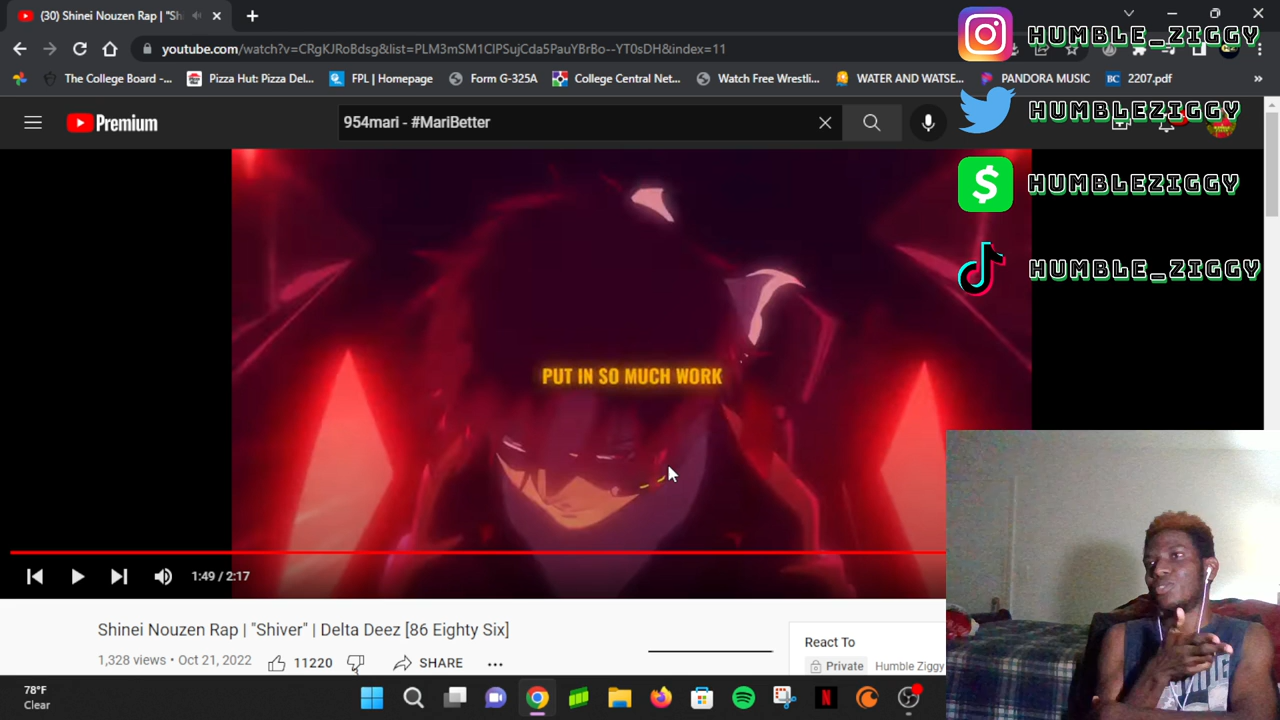 (30) Shinei Nouzen Rap | "Sh
youtube.com/watch?v=CRgKJRoBdsg&list=PLM3mSM1ClPSujCda5PauYBrBo--YT0sDH&index=11
HUMBLE_ZIGGY
The College Board -...
Pizza Hut: Pizza Del...
FPL | Homepage
Form G-325A
College Central Net...
Watch Free Wrestli...
WATER AND WATSE...
PANDORA MUSIC
BC 2207.pdf
»
Premium
954mari - #MariBetter
HUMBLEZIGGY
HUMBLEZIGGY
HUMBLE_ZIGGY
PUT IN SO MUCH WORK
1:49 / 2:17
Shinei Nouzen Rap | "Shiver" | Delta Deez [86 Eighty Six]
1,328 views • Oct 21, 2022
11220
SHARE
...
React To
Private
Humble Ziggy
78°F
Clear